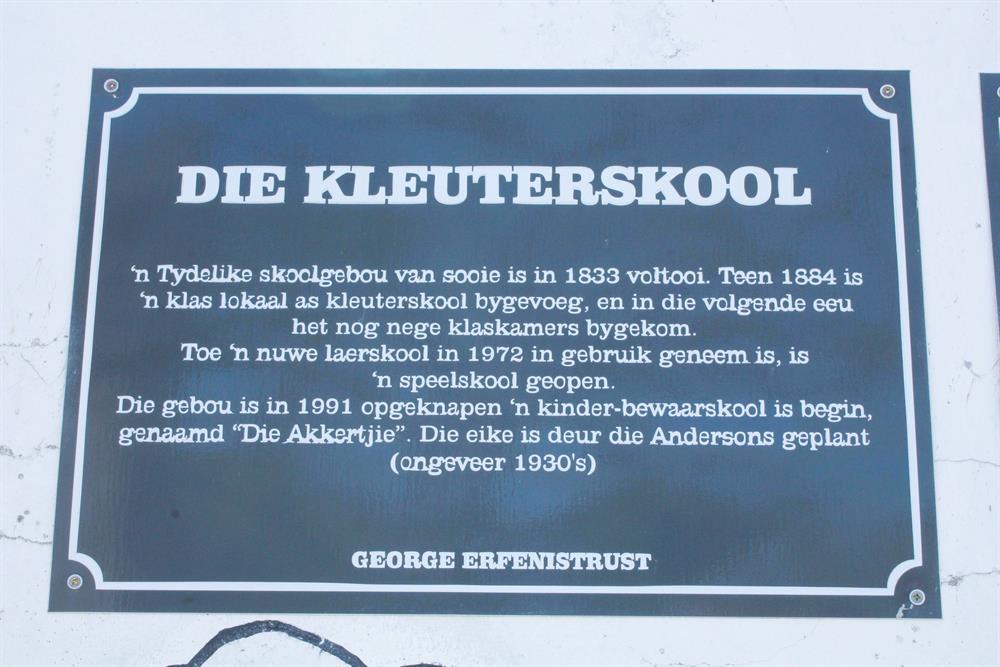 DIE KLEUTERSKOOL
'n Tydelike skoolgebou van sooie is in 1833 voltooi. Teen 1884 is
'n klas lokaal as kleuterskool bygevoeg, en in die volgende eeu
het nog nege klaskamers bygekom.
Toe 'n nuwe laerskool in 1972 in gebruik geneem is, is
'n speelskool geopen.
Die gebou is in 1991 opgeknapen 'n kinder-bewaarskool is begin,
genaamd "Die Akkertjie". Die eike is deur die Andersons geplant
(ongeveer 1930's)
GEORGE ERFENISTRUST